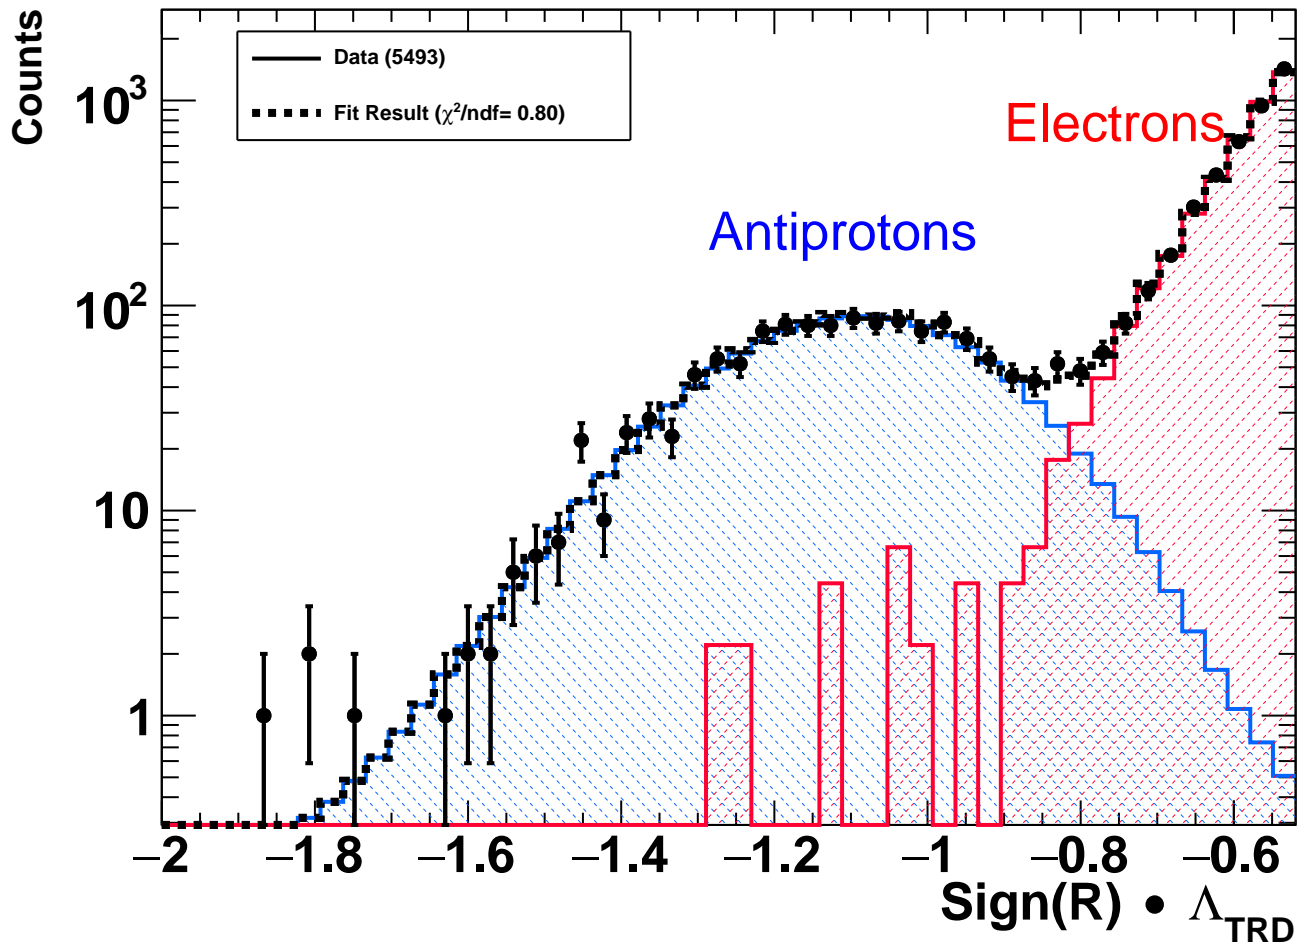 Counts
Data (5493)
Fit Result (χ²/ndf= 0.80)
Electrons
Antiprotons
10³
10²
10
1
−2 −1.8 −1.6 −1.4 −1.2 −1 −0.8 −0.6
Sign(R) • Λ_TRD